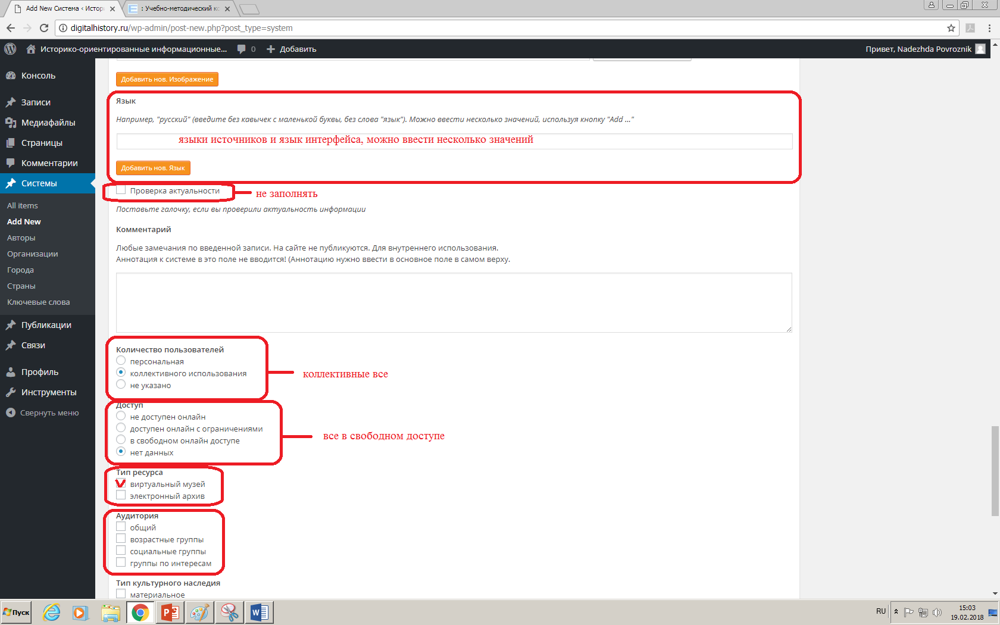 Add New Система ‹ Истор
: Учебно-методический ко
digitalhistory.ru/wp-admin/post-new.php?post_type=system
Историко-ориентированные информационные...
0
Добавить
Привет, Nadezhda Povroznik
Консоль
Записи
Медиафайлы
Страницы
Комментарии
Системы
All items
Add New
Авторы
Организации
Города
Страны
Ключевые слова
Публикации
Связи
Профиль
Инструменты
Свернуть меню
Добавить нов. Изображение
Язык
Например, "русский" (введите без кавычек с маленькой буквы, без слова "язык"). Можно ввести несколько значений, используя кнопку "Add ..."
языки источников и язык интерфейса, можно ввести несколько значений
Добавить нов. Язык
Проверка актуальности
не заполнять
Поставьте галочку, если вы проверили актуальность информации
Комментарий
Любые замечания по введенной записи. На сайте не публикуются. Для внутреннего использования.
Аннотация к системе в это поле не вводится! (Аннотацию нужно ввести в основное поле в самом верху.
Количество пользователей
персональная
коллективного использования
не указано
коллективные все
Доступ
не доступен онлайн
доступен онлайн с ограничениями
в свободном онлайн доступе
нет данных
все в свободном доступе
Тип ресурса
виртуальный музей
электронный архив
Аудитория
общий
возрастные группы
социальные группы
группы по интересам
Тип культурного наследия
материальное
Пуск
RU
15:03
19.02.2018